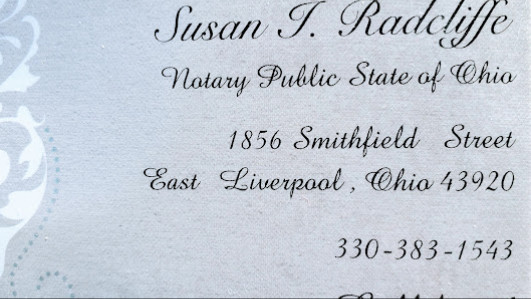 Susan T. Radcliffe
Notary Public State of Ohio
1856 Smithfield Street
East Liverpool, Ohio 43920
330-383-1543